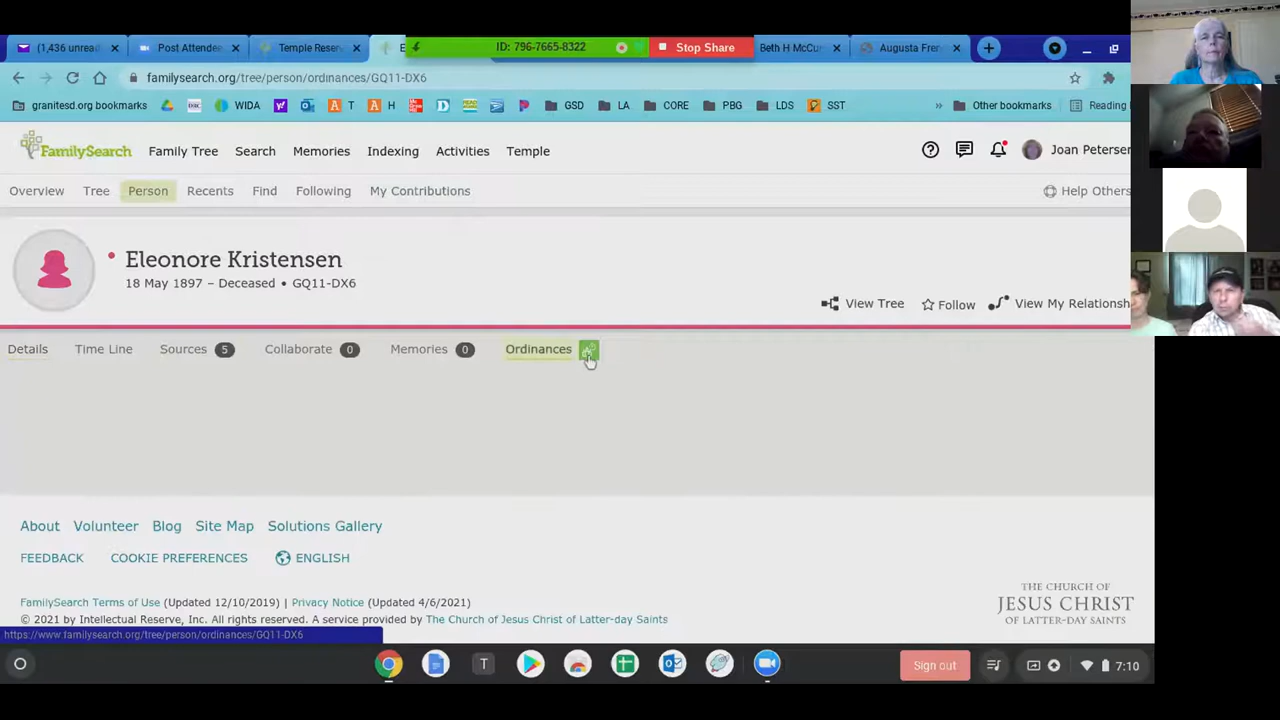 (1,436 unread
Post Attende
Temple Reser
E
ID: 796-7665-8322
Stop Share
Beth H McCu
Augusta Fren
familysearch.org/tree/person/ordinances/GQ11-DX6
granitesd.org bookmarks
WIDA
T
H
GSD
LA
CORE
PBG
LDS
SST
»
Other bookmarks
Reading
FamilySearch
Family Tree
Search
Memories
Indexing
Activities
Temple
Joan Petersen
Overview
Tree
Person
Recents
Find
Following
My Contributions
Help Others
Eleonore Kristensen
18 May 1897 – Deceased • GQ11-DX6
View Tree
Follow
View My Relationsh
Details
Time Line
Sources 5
Collaborate 0
Memories 0
Ordinances
About
Volunteer
Blog
Site Map
Solutions Gallery
FEEDBACK
COOKIE PREFERENCES
ENGLISH
FamilySearch Terms of Use (Updated 12/10/2019) | Privacy Notice (Updated 4/6/2021)
© 2021 by Intellectual Reserve, Inc. All rights reserved. A service provided by The Church of Jesus Christ of Latter-day Saints
THE CHURCH OF
JESUS CHRIST
OF LATTER-DAY SAINTS
https://www.familysearch.org/tree/person/ordinances/GQ11-DX6
T
Sign out
7:10